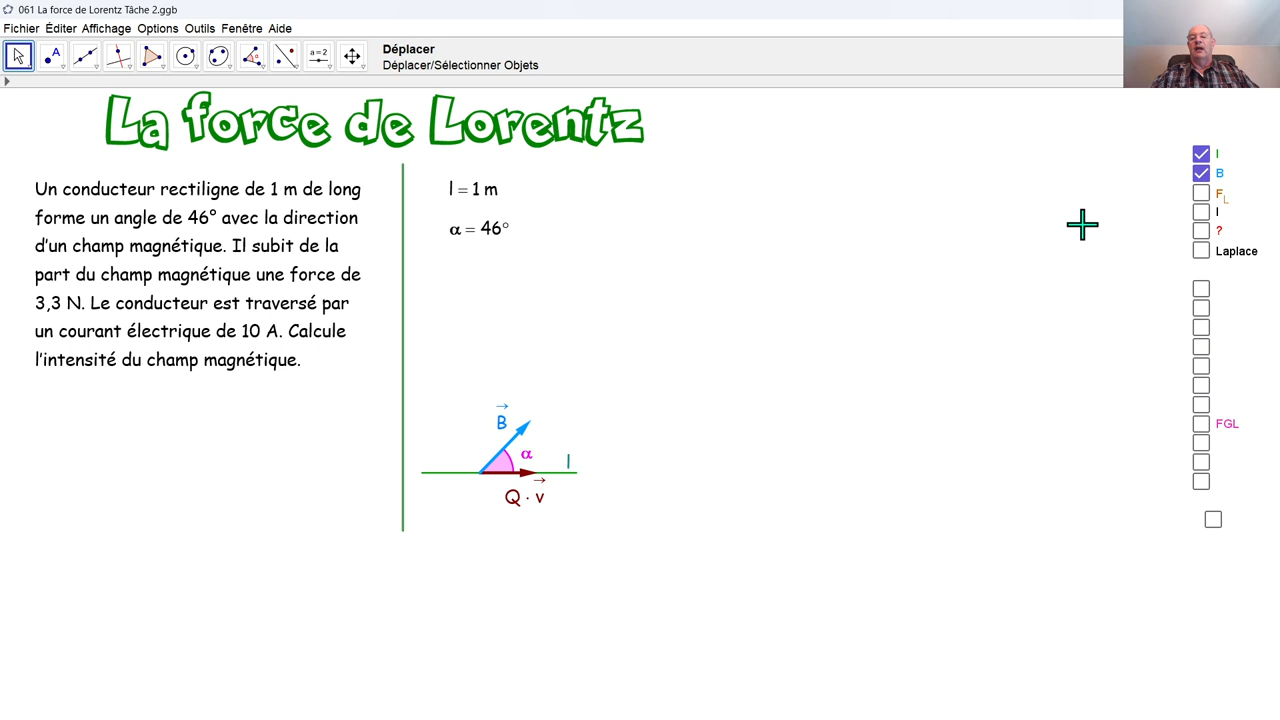 061 La force de Lorentz Tâche 2.ggb
Fichier Éditer Affichage Options Outils Fenêtre Aide
A
a=2
Déplacer
Déplacer/Sélectionner Objets
La force de Lorentz
Un conducteur rectiligne de 1 m de long
forme un angle de 46° avec la direction
d'un champ magnétique. Il subit de la
part du champ magnétique une force de
3,3 N. Le conducteur est traversé par
un courant électrique de 10 A. Calcule
l'intensité du champ magnétique.
l = 1 m
α = 46°
B
α
l
Q · v
l
B
F_L
I
?
Laplace
FGL